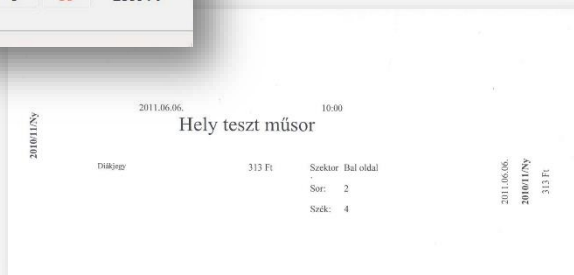 2011.06.06. 10:00
Hely teszt műsor
2010/11/Ny
Diákjegy 313 Ft Szektor Bal oldal
Sor: 2
Szék: 4
2011.06.06.
2010/11/Ny
313 Ft